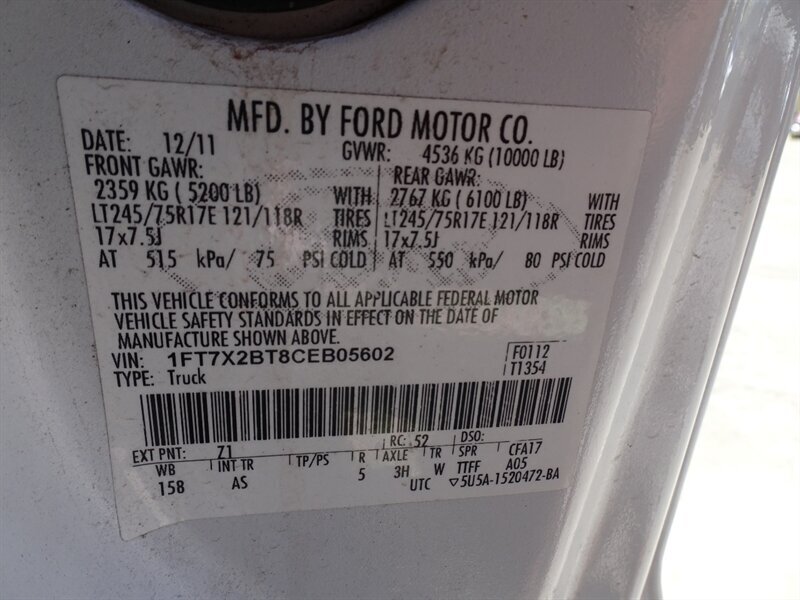 MFD. BY FORD MOTOR CO.
DATE: 12/11 GVWR: 4536 KG (10000 LB)
FRONT GAWR: REAR GAWR:
2359 KG ( 5200 LB) WITH 2767 KG ( 6100 LB) WITH
LT245/75R17E 121/118R TIRES LT245/75R17E 121/118R TIRES
17x7.5J RIMS 17x7.5J RIMS
AT 515 kPa/ 75 PSI COLD AT 550 kPa/ 80 PSI COLD
THIS VEHICLE CONFORMS TO ALL APPLICABLE FEDERAL MOTOR
VEHICLE SAFETY STANDARDS IN EFFECT ON THE DATE OF
MANUFACTURE SHOWN ABOVE.
VIN: 1FT7X2BT8CEB05602 F0112
TYPE: Truck T1354
EXT PNT: Z1 RC: 52 DSO:
WB INT TR TP/PS R AXLE TR SPR CFA17
158 AS 5 3H W TTFF A05
UTC ▽5U5A-1520472-BA